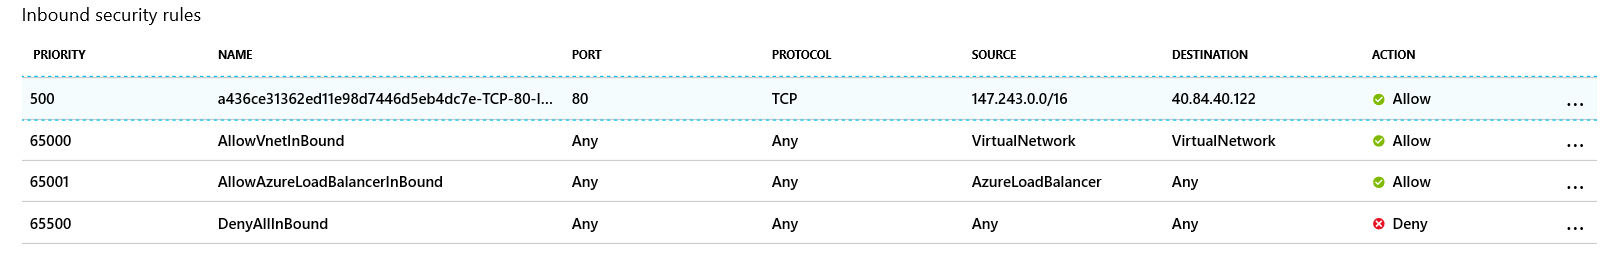 Inbound security rules
PRIORITY NAME PORT PROTOCOL SOURCE DESTINATION ACTION
500 a436ce31362ed11e98d7446d5eb4dc7e-TCP-80-I... 80 TCP 147.243.0.0/16 40.84.40.122 Allow ...
65000 AllowVnetInBound Any Any VirtualNetwork VirtualNetwork Allow ...
65001 AllowAzureLoadBalancerInBound Any Any AzureLoadBalancer Any Allow ...
65500 DenyAllInBound Any Any Any Any Deny ...